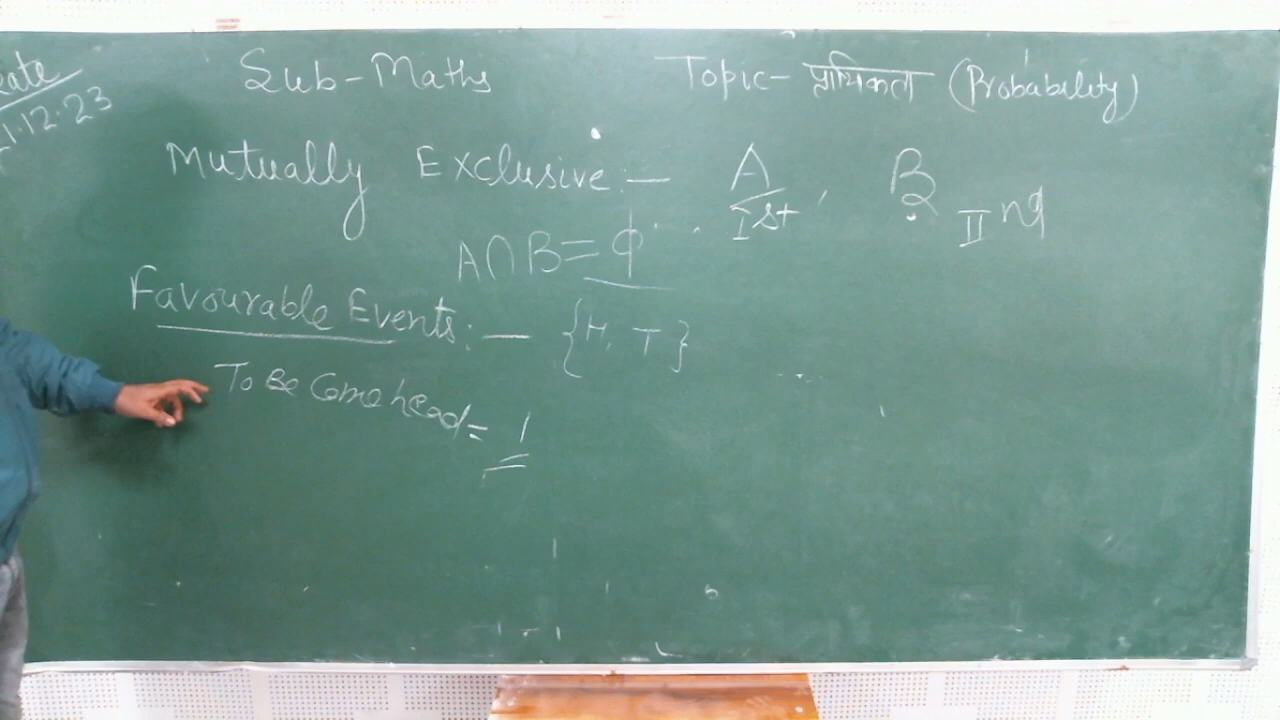 Sub-Maths Topic- प्रायिकता (Probability)
1.12.23
Mutually Exclusive:- A , B
Ist IInd
A∩B=ϕ
Favourable Events:- {H, T}
To Be Come head= 1